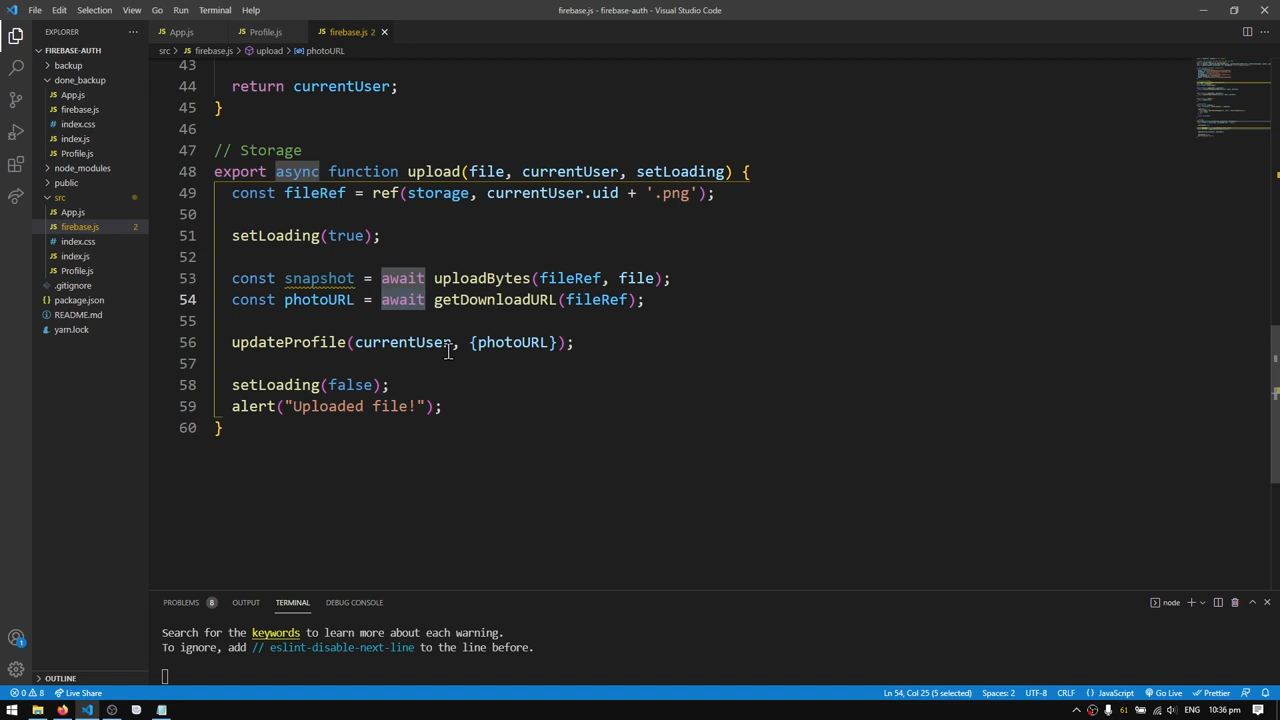 File Edit Selection View Go Run Terminal Help
firebase.js - firebase-auth - Visual Studio Code
EXPLORER
App.js
Profile.js
firebase.js 2
FIREBASE-AUTH
src > firebase.js > upload > photoURL
backup
done_backup
App.js
firebase.js
index.css
index.js
Profile.js
node_modules
public
src
App.js
firebase.js 2
index.css
index.js
Profile.js
.gitignore
package.json
README.md
yarn.lock
OUTLINE
43
44 return currentUser;
45 }
46
47 // Storage
48 export async function upload(file, currentUser, setLoading) {
49 const fileRef = ref(storage, currentUser.uid + '.png');
50
51 setLoading(true);
52
53 const snapshot = await uploadBytes(fileRef, file);
54 const photoURL = await getDownloadURL(fileRef);
55
56 updateProfile(currentUser, {photoURL});
57
58 setLoading(false);
59 alert("Uploaded file!");
60 }
PROBLEMS 8 OUTPUT TERMINAL DEBUG CONSOLE
node
Search for the keywords to learn more about each warning.
To ignore, add // eslint-disable-next-line to the line before.
1
0 8 Live Share
Ln 54, Col 25 (5 selected) Spaces: 2 UTF-8 CRLF { } JavaScript Go Live Prettier
61 ENG 10:36 pm